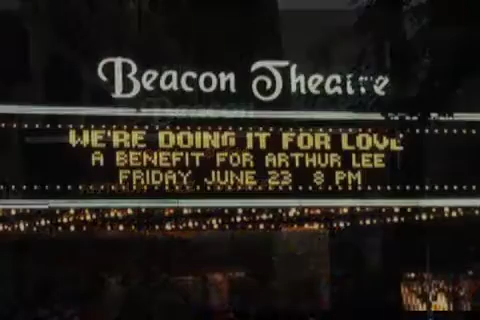 Beacon Theatre
WE'RE DOING IT FOR LOVE
A BENEFIT FOR ARTHUR LEE
FRIDAY JUNE 23 8 PM